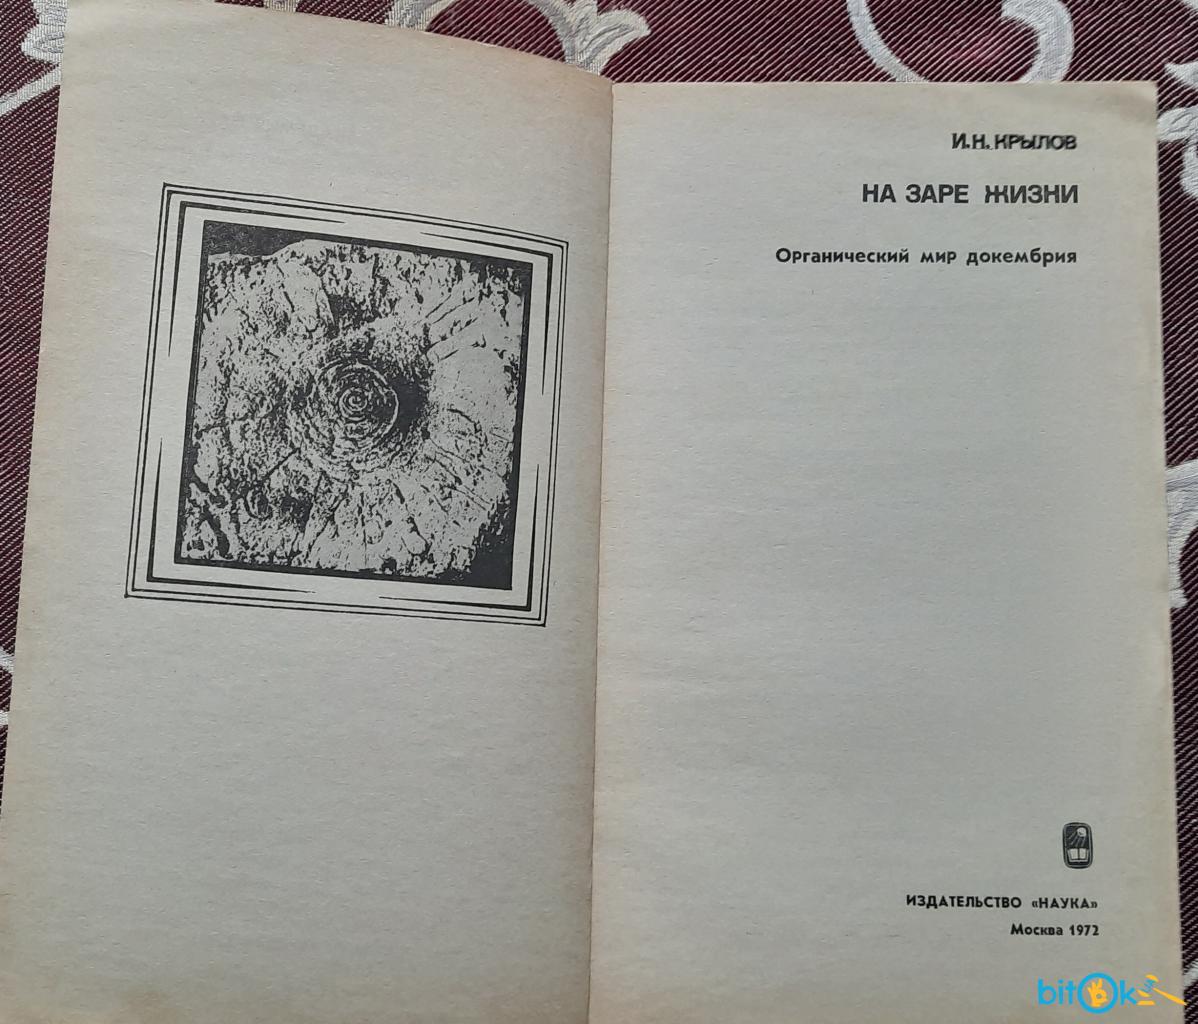 И.Н. КРЫЛОВ
НА ЗАРЕ ЖИЗНИ
Органический мир докембрия
ИЗДАТЕЛЬСТВО «НАУКА»
Москва 1972
bitOk